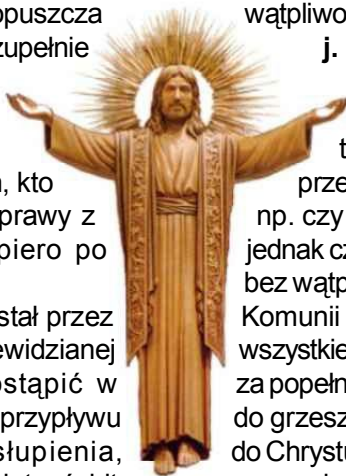 opuszcza
zupełnie
, kto
prawy z
piero po
stał przez
ewidzianej
ostąpić w
przypływu
słupienia,
wątpliwo
j.
t
prze
np. czy
jednak cz
bez wątp
Komunii
wszystkie
za popełn
do grzesz
do Chrystu